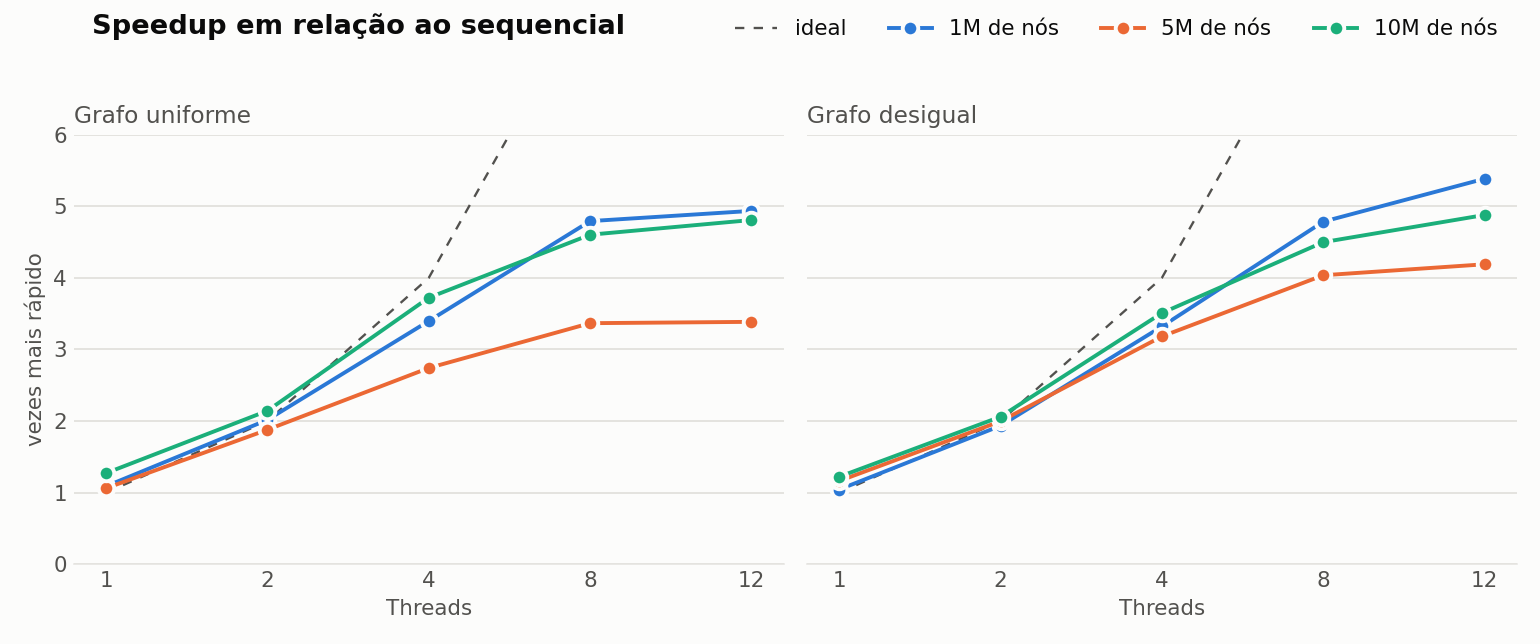 Speedup em relação ao sequencial
ideal
1M de nós
5M de nós
10M de nós
Grafo uniforme
Grafo desigual
vezes mais rápido
6
5
4
3
2
1
0
1 2 4 8 12
Threads
1 2 4 8 12
Threads